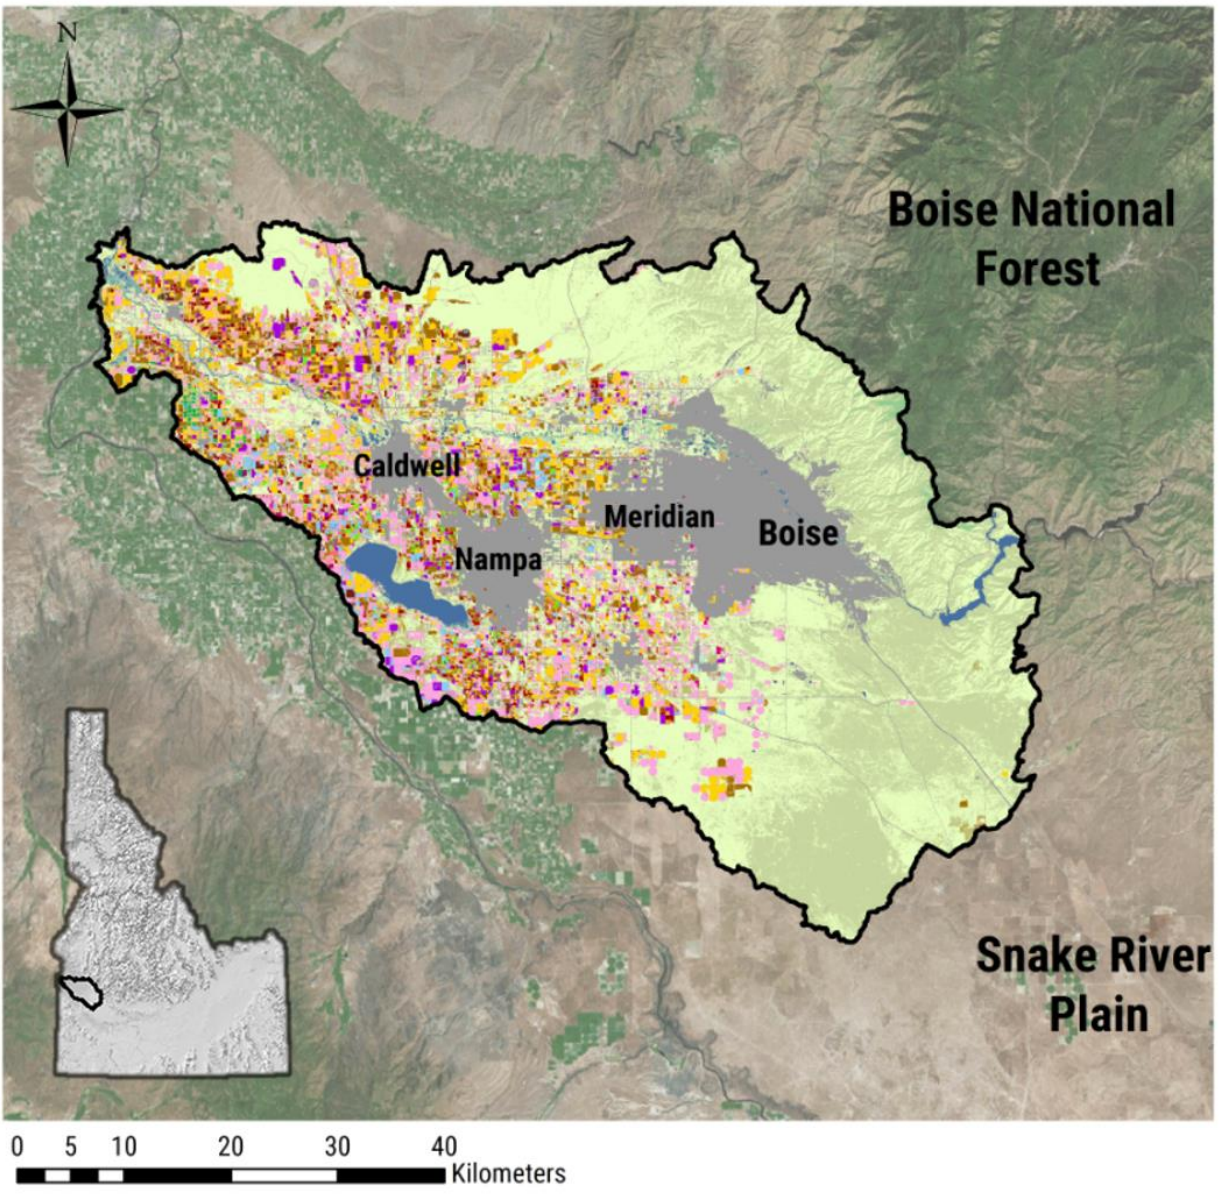 N
Boise National
Forest
Caldwell
Meridian
Boise
Nampa
Snake River
Plain
0 5 10 20 30 40
Kilometers